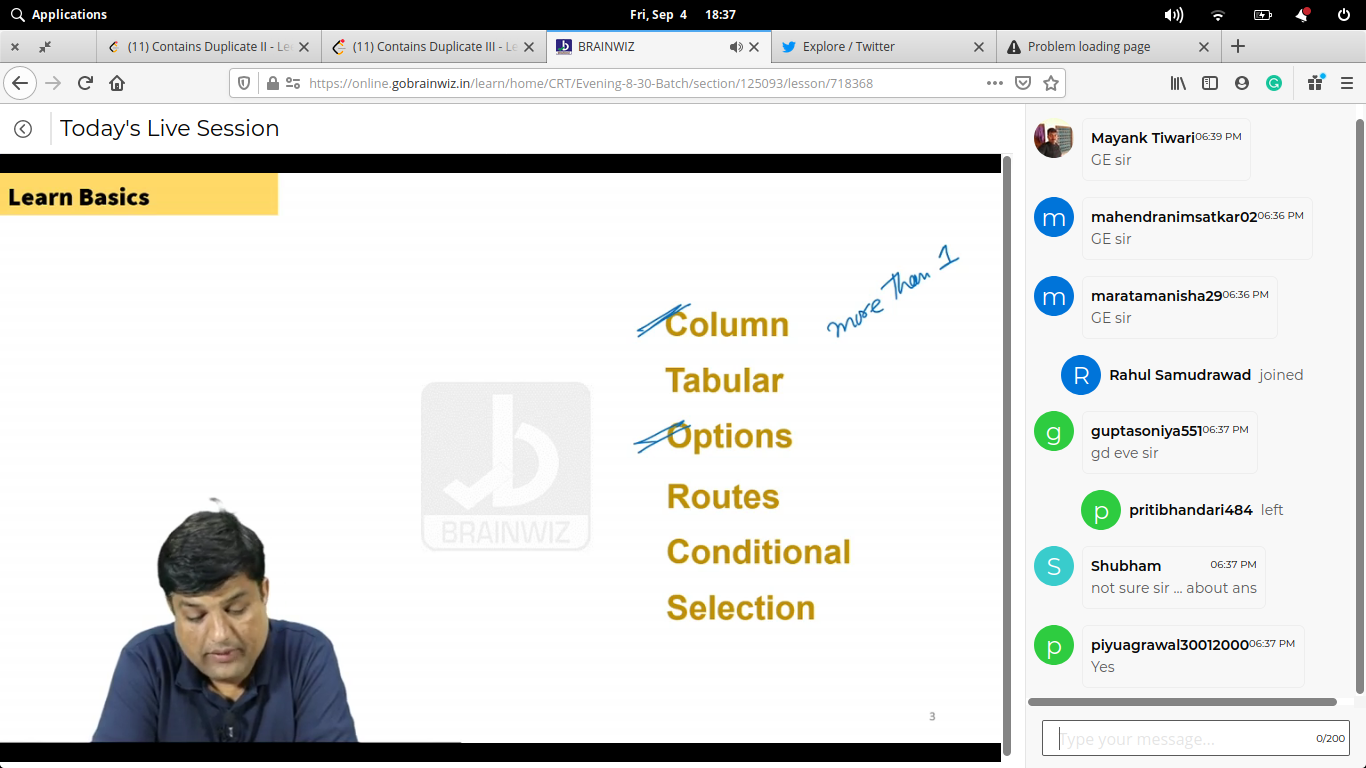 Applications
Fri, Sep 4 18:37
(11) Contains Duplicate II - Le
(11) Contains Duplicate III - Le
BRAINWIZ
Explore / Twitter
Problem loading page
https://online.gobrainwiz.in/learn/home/CRT/Evening-8-30-Batch/section/125093/lesson/718368
Today's Live Session
Learn Basics
more than 1
Column
Tabular
Options
Routes
Conditional
Selection
BRAINWIZ
3
Mayank Tiwari 06:39 PM
GE sir
m
mahendranimsatkar02 06:36 PM
GE sir
m
maratamanisha29 06:36 PM
GE sir
R
Rahul Samudrawad joined
g
guptasoniya551 06:37 PM
gd eve sir
p
pritibhandari484 left
S
Shubham 06:37 PM
not sure sir ... about ans
p
piyuagrawal30012000 06:37 PM
Yes
Type your message...
0/200